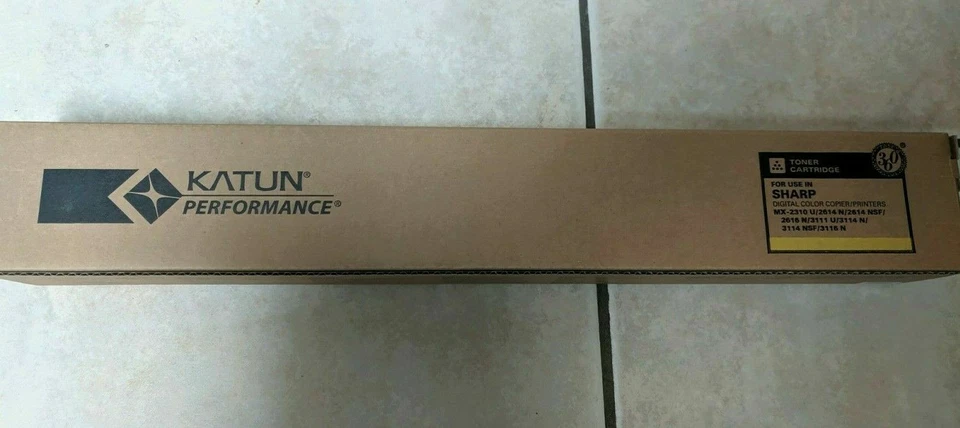 KATUN®
PERFORMANCE®
TONER
CARTRIDGE
360
FOR USE IN
SHARP
DIGITAL COLOR COPIER/PRINTERS
MX-2310 U/2614 N/2614 NSF/
2616 N/3111 U/3114 N/
3114 NSF/3116 N